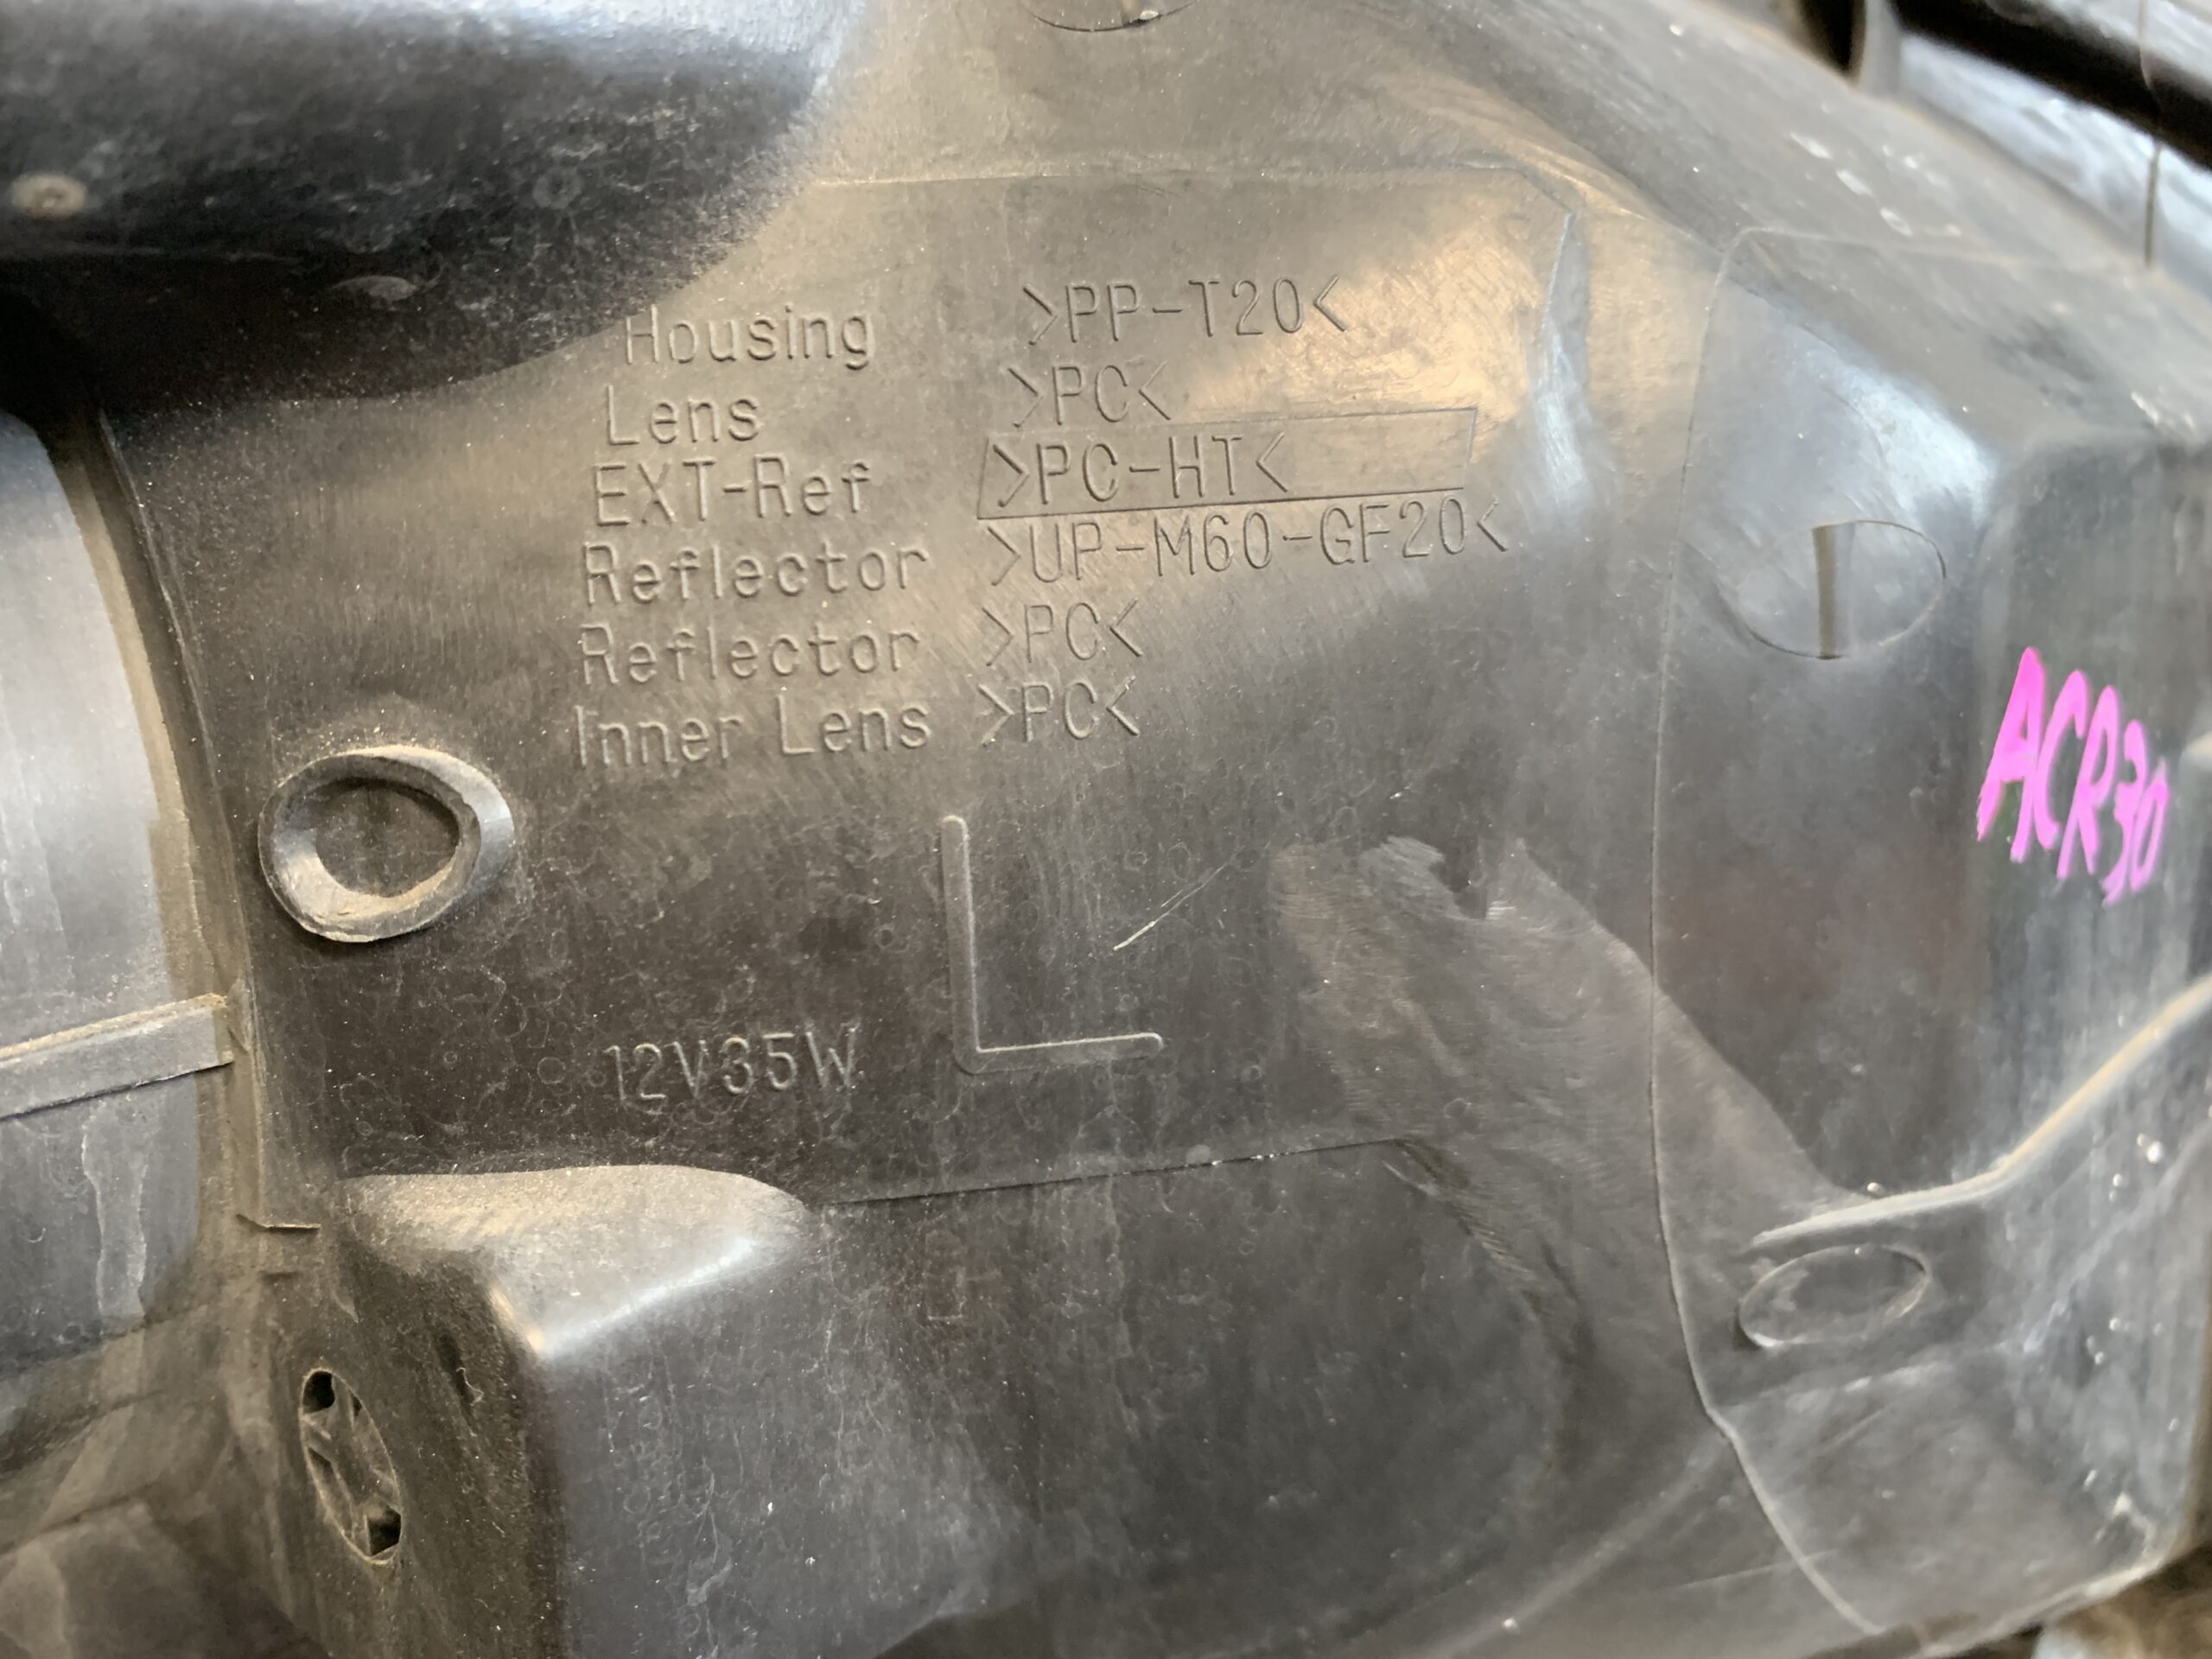 Housing >PP-T20<
Lens >PC<
EXT-Ref >PC-HT<
Reflector >UP-M60-GF20<
Reflector >PC<
Inner Lens >PC<
L
12V35W
ACR30